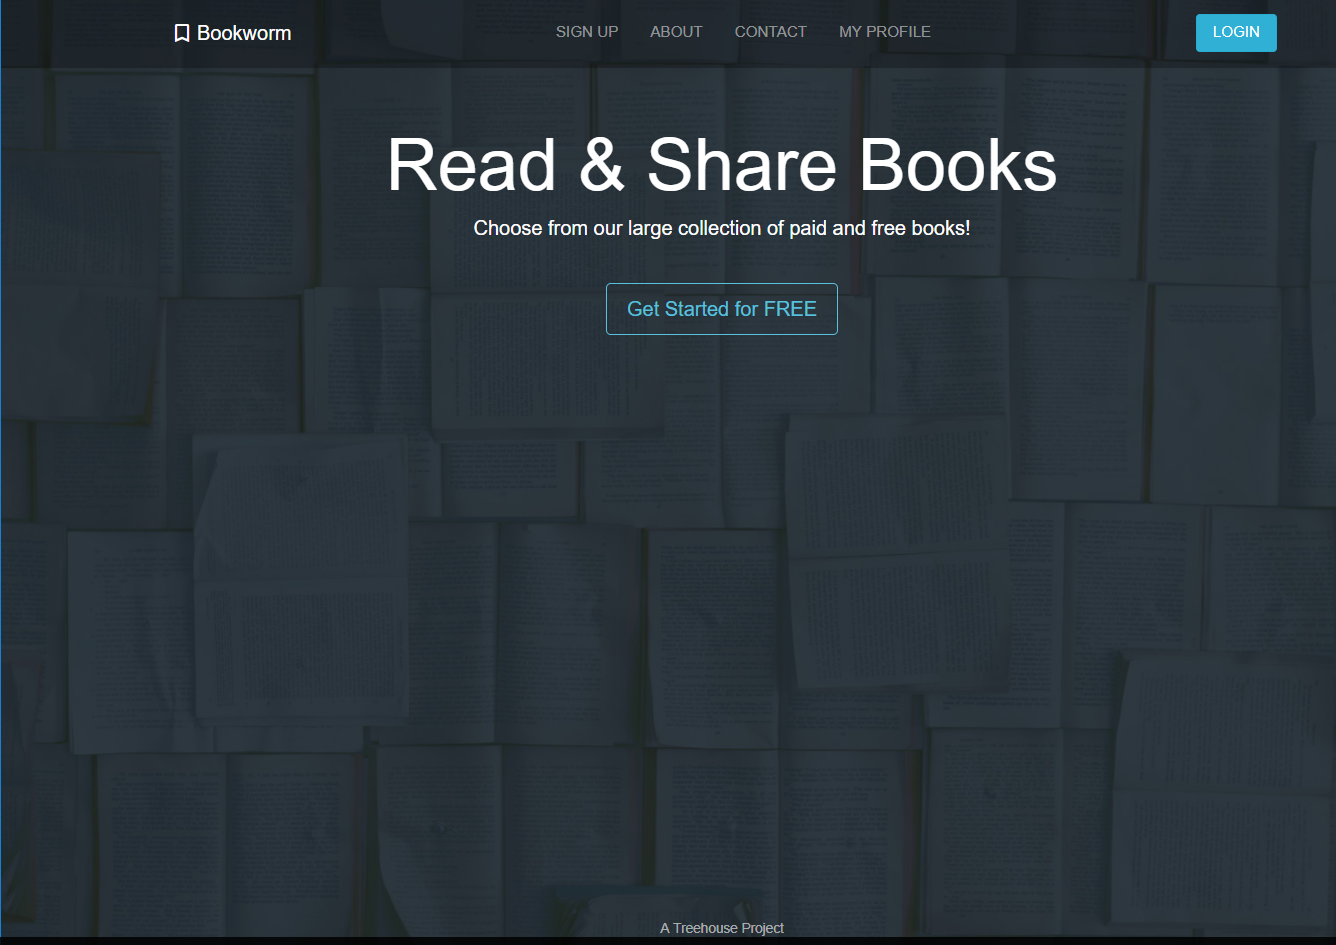 Bookworm
SIGN UP ABOUT CONTACT MY PROFILE
LOGIN
Read & Share Books
Choose from our large collection of paid and free books!
Get Started for FREE
A Treehouse Project